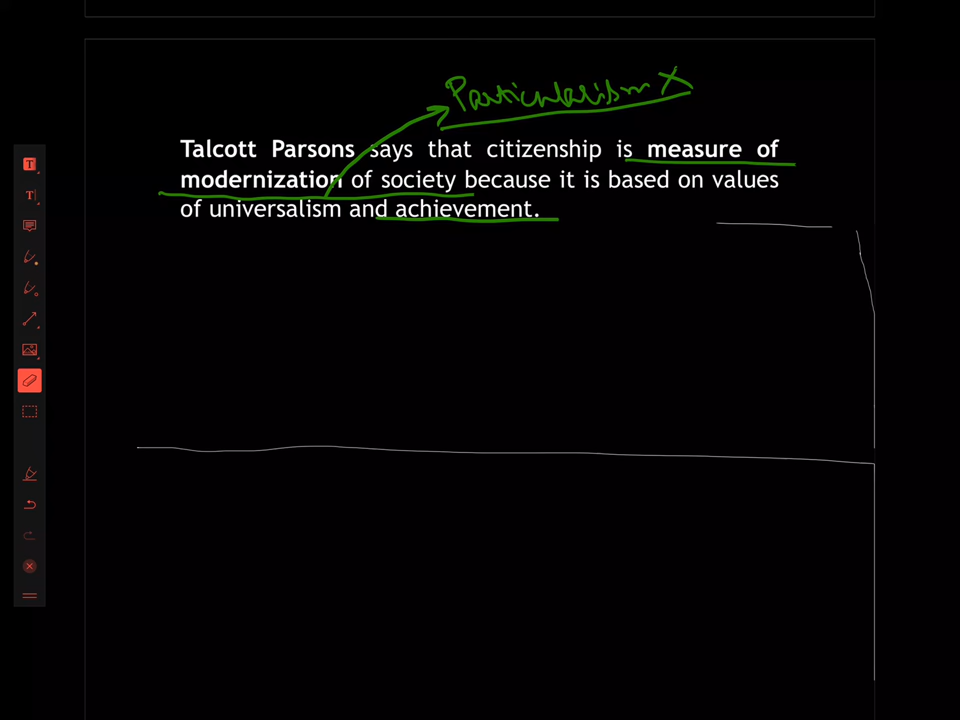 Particularism X
Talcott Parsons says that citizenship is measure of
modernization of society because it is based on values
of universalism and achievement.
T
T